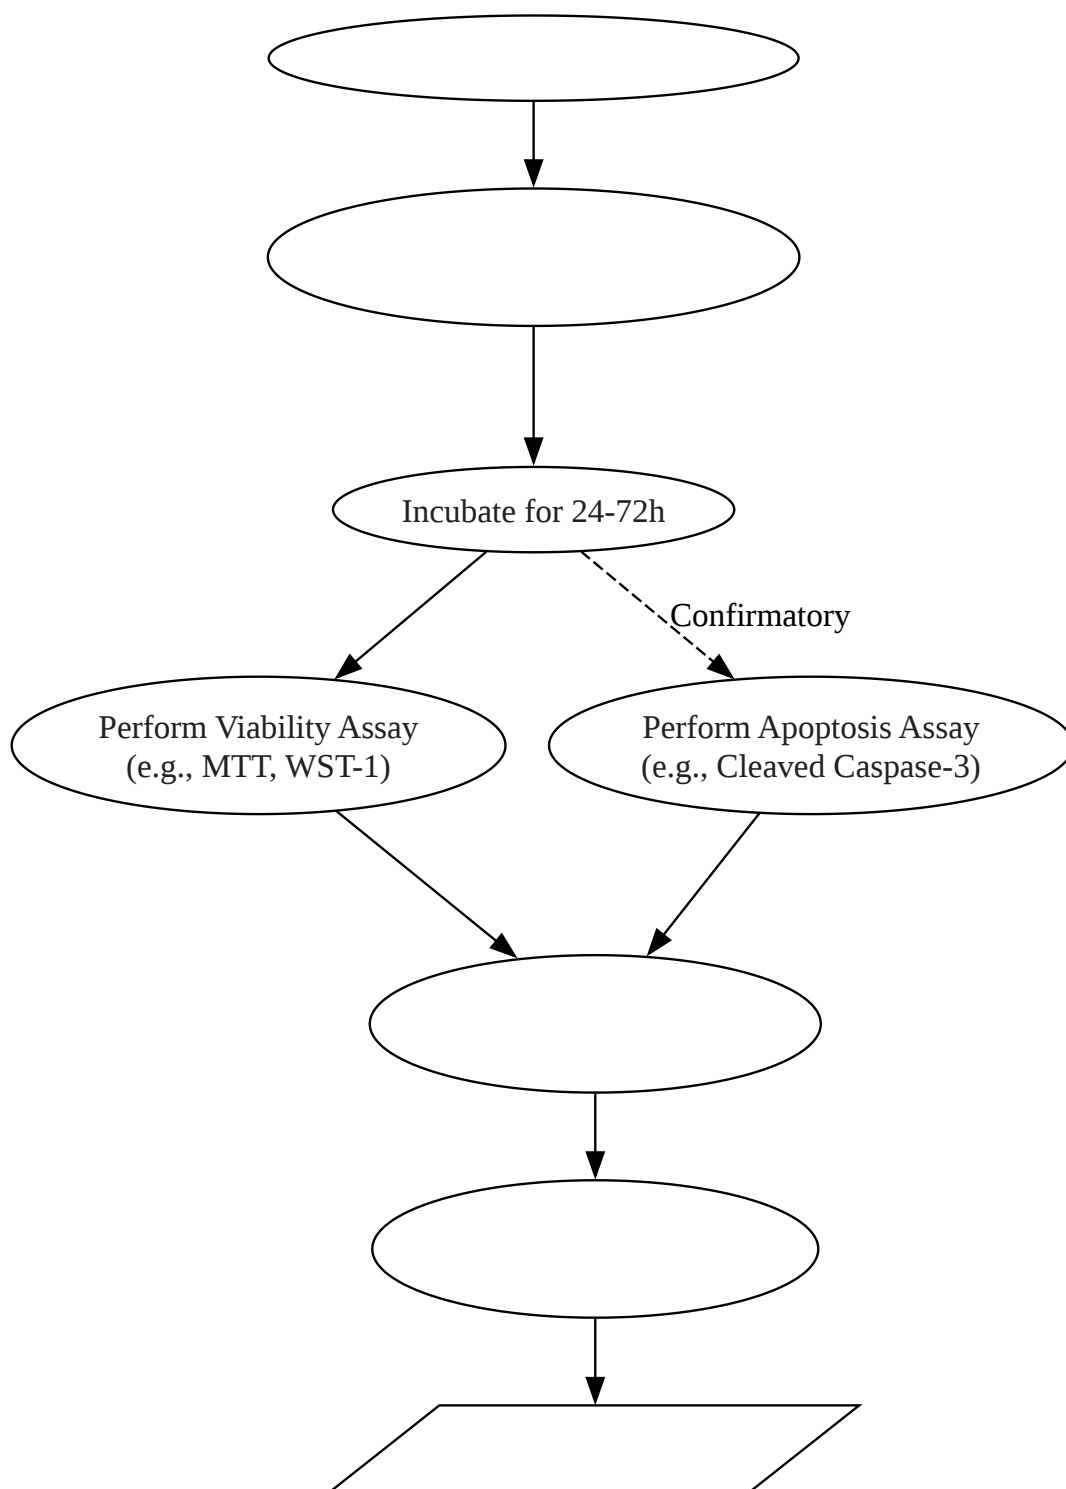 Incubate for 24-72h
Confirmatory
Perform Viability Assay
(e.g., MTT, WST-1)
Perform Apoptosis Assay
(e.g., Cleaved Caspase-3)